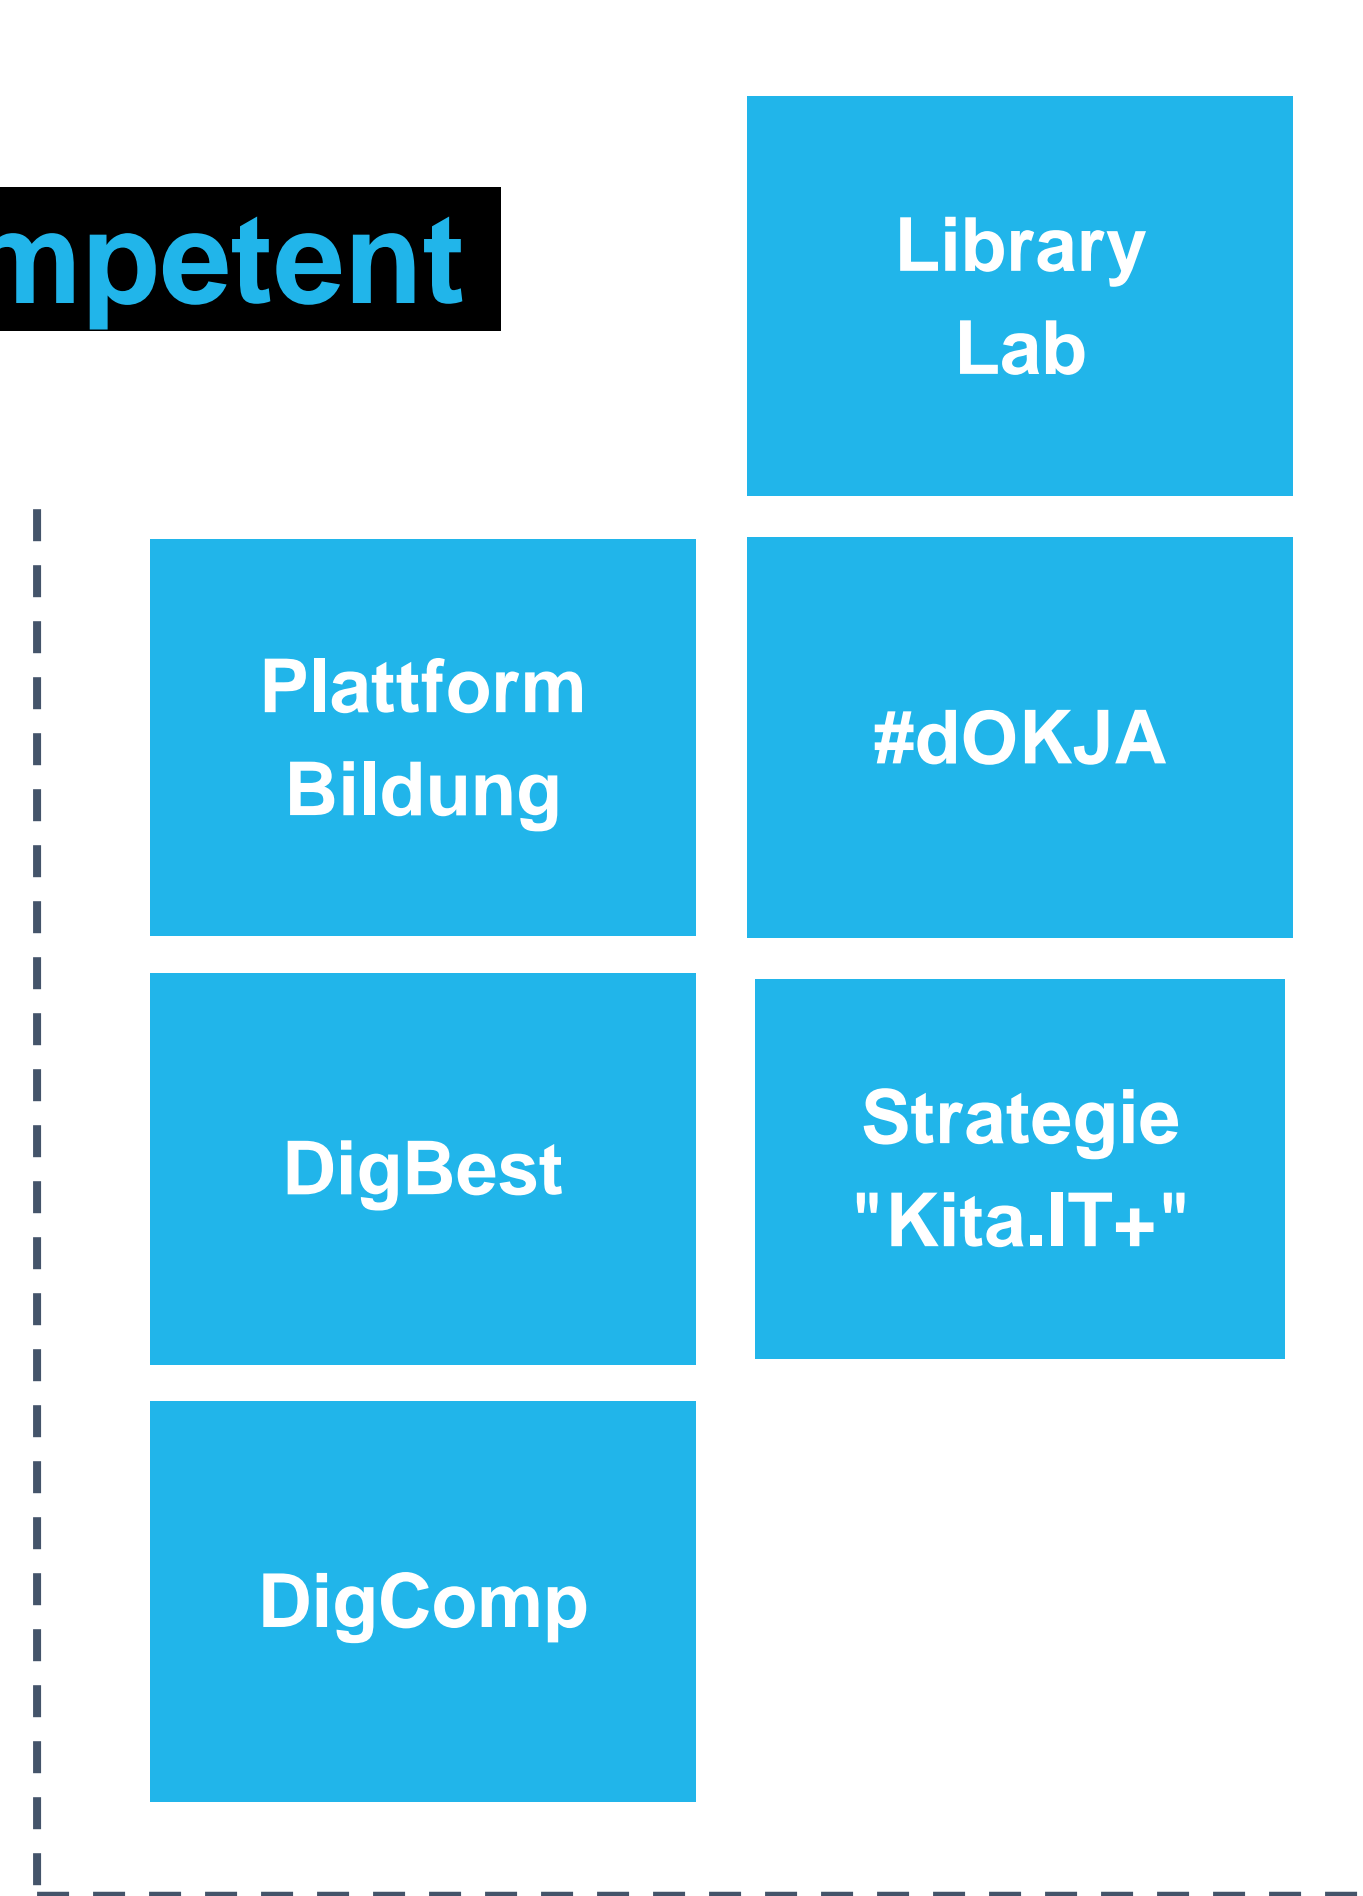 mpetent
Library
Lab
Plattform
Bildung
#dOKJA
DigBest
Strategie
"Kita.IT+"
DigComp